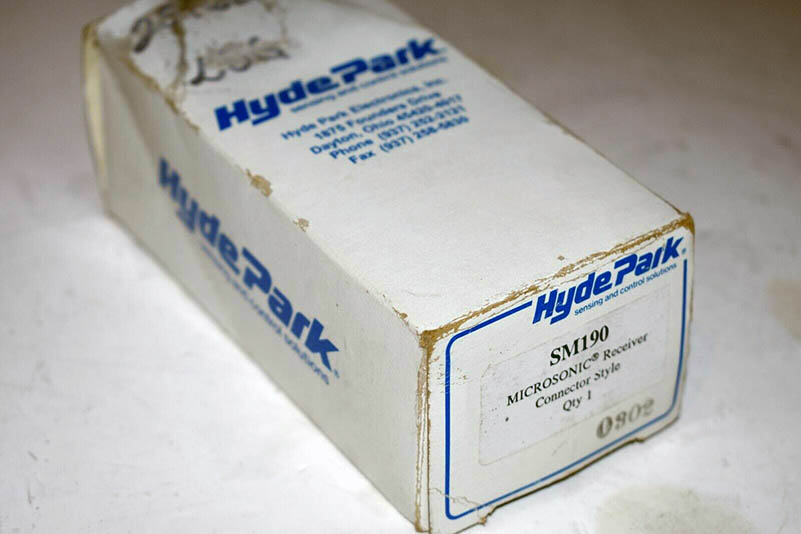 HydePark
sensing and control solutions
Hyde Park Electronics, Inc.
1875 Founders Drive
Dayton, Ohio 45420-4017
Phone (937) 252-2121
Fax (937) 258-5830
HydePark®
sensing and control solutions
HydePark®
sensing and control solutions
SM190
MICROSONIC® Receiver
Connector Style
Qty 1
0302